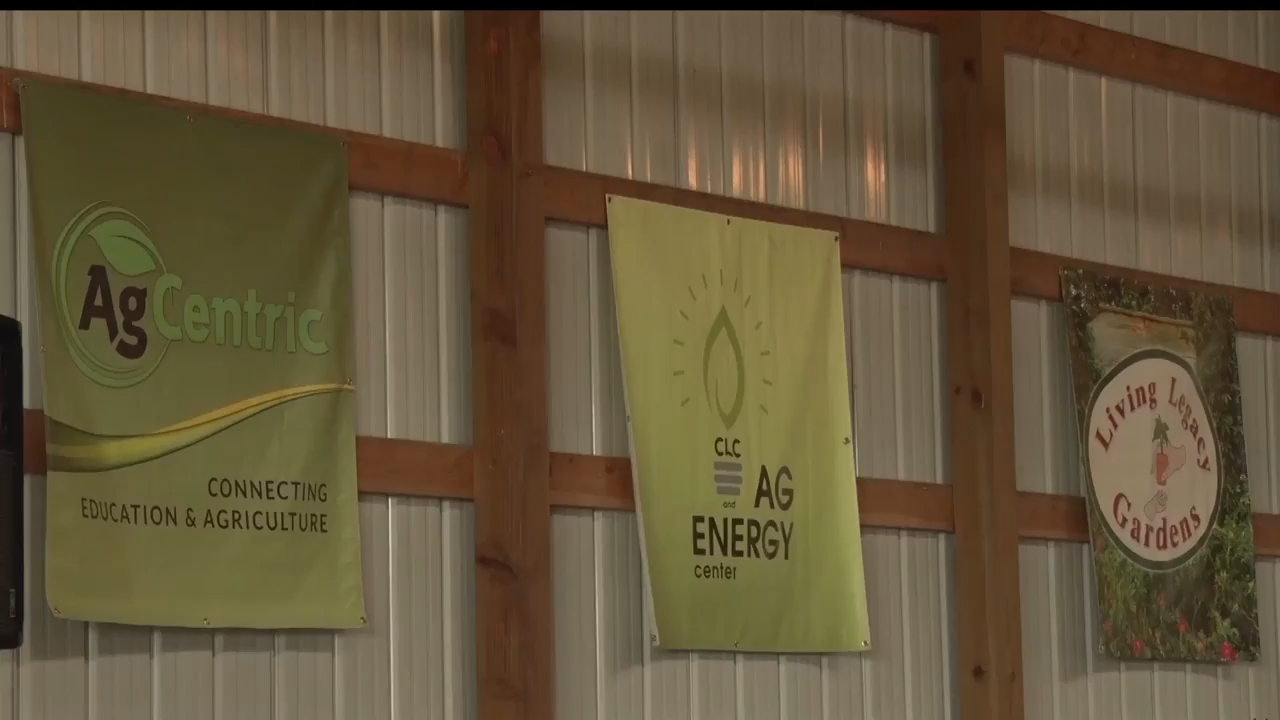 AgCentric
CONNECTING
EDUCATION & AGRICULTURE
CLC
and AG
ENERGY
center
Living Legacy
Gardens